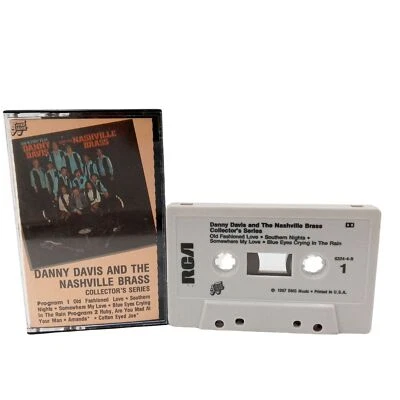 DANNY
DAVIS
NASHVILLE
BRASS
DANNY DAVIS AND THE
NASHVILLE BRASS
COLLECTOR'S SERIES
Program 1 Old Fashioned Love • Southern
Nights • Somewhere My Love • Blue Eyes Crying
In The Rain Program 2 Ruby, Are You Mad At
Your Man • Amanda • Cotton Eyed Joe
Danny Davis and The Nashville Brass
Collector's Series
Old Fashioned Love • Southern Nights •
Somewhere My Love • Blue Eyes Crying In The Rain
RCA
1
1987 BMG Music • Printed in U.S.A.